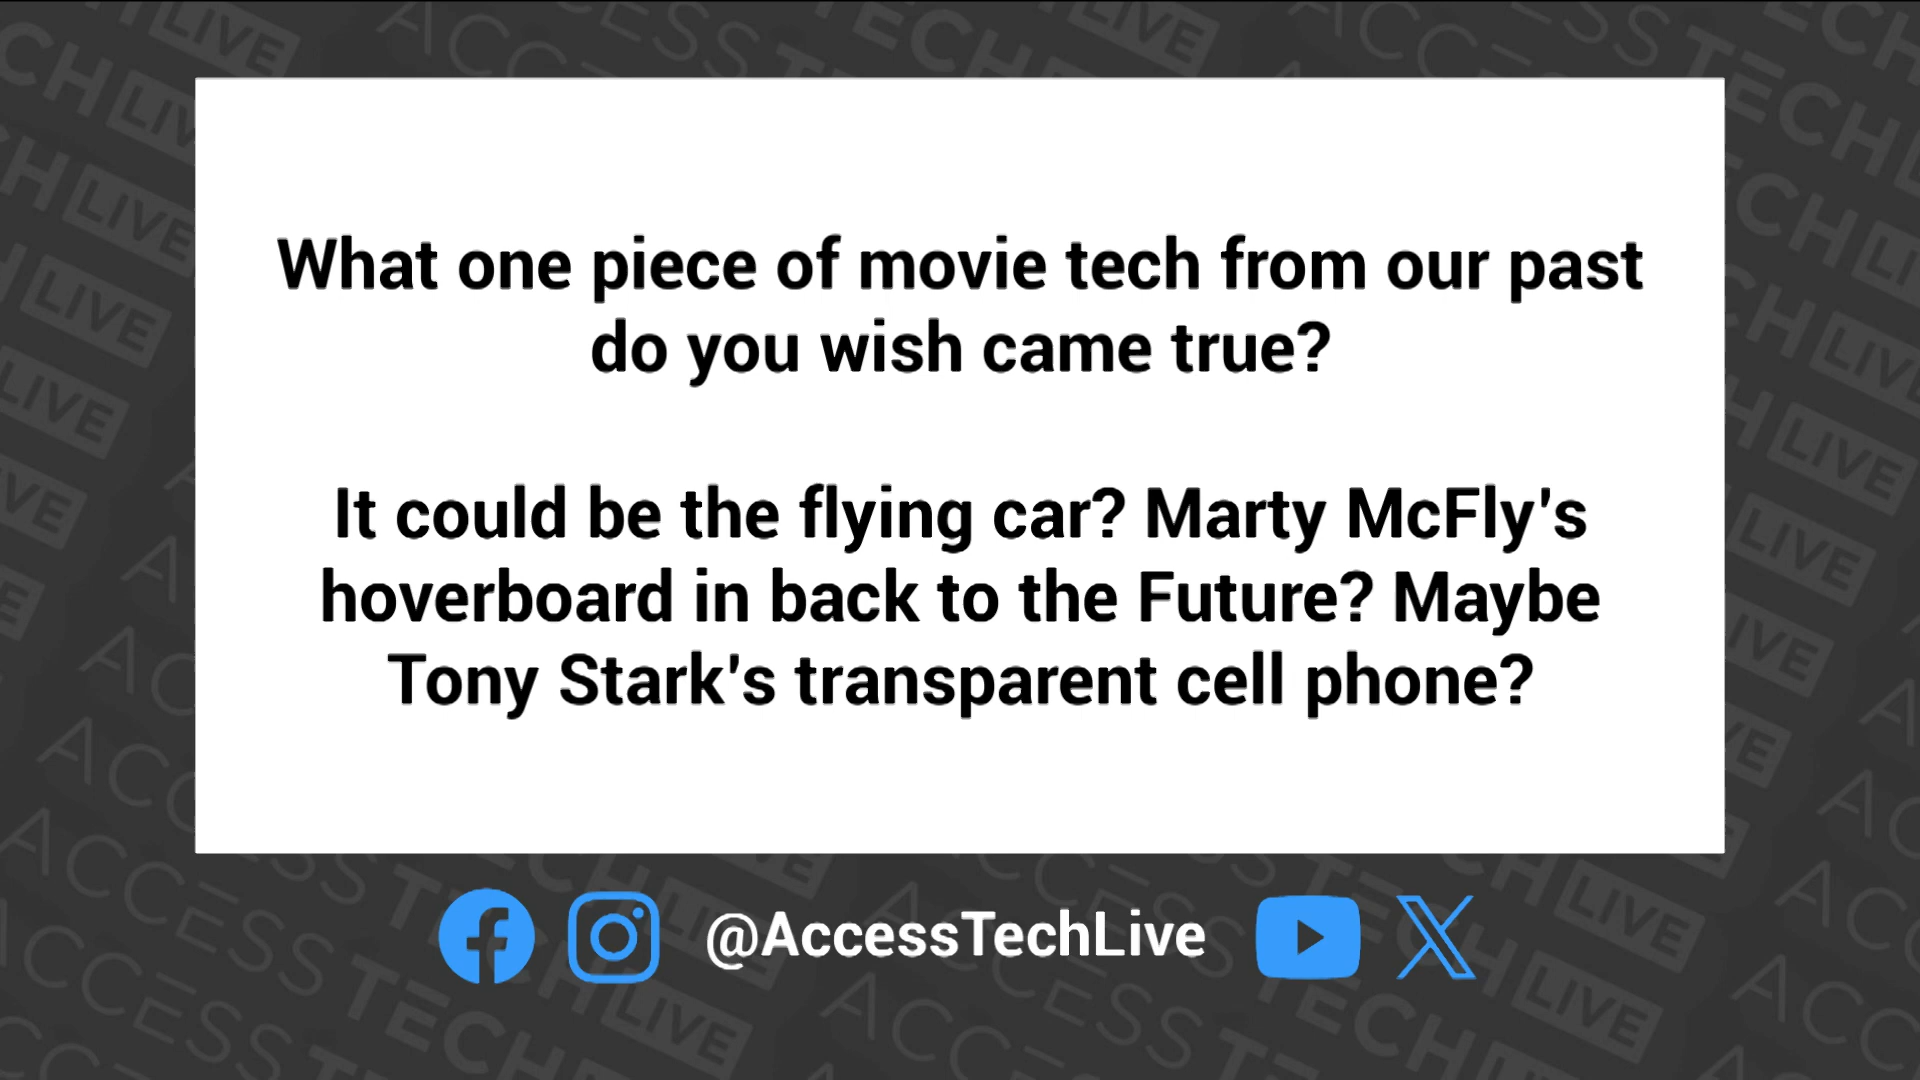 What one piece of movie tech from our past
do you wish came true?
It could be the flying car? Marty McFly's
hoverboard in back to the Future? Maybe
Tony Stark's transparent cell phone?
@AccessTechLive